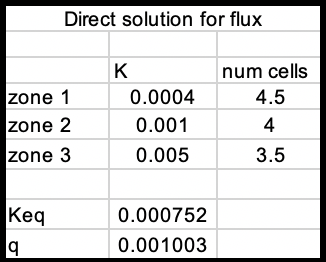 Direct solution for flux
K num cells
zone 1 0.0004 4.5
zone 2 0.001 4
zone 3 0.005 3.5
Keq 0.000752
q 0.001003